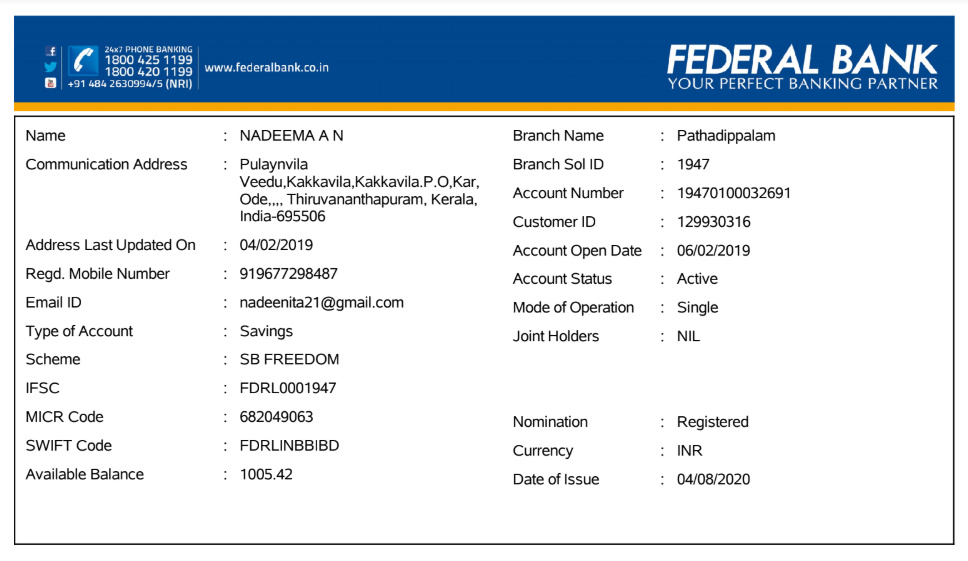 24x7 PHONE BANKING
1800 425 1199
1800 420 1199
+91 484 2630994/5 (NRI)
www.federalbank.co.in
FEDERAL BANK
YOUR PERFECT BANKING PARTNER
Name : NADEEMA A N
Communication Address : Pulaynvila
Veedu,Kakkavila,Kakkavila.P.O,Kar,
Ode,,,, Thiruvananthapuram, Kerala,
India-695506
Address Last Updated On : 04/02/2019
Regd. Mobile Number : 919677298487
Email ID : nadeenita21@gmail.com
Type of Account : Savings
Scheme : SB FREEDOM
IFSC : FDRL0001947
MICR Code : 682049063
SWIFT Code : FDRLINBBIBD
Available Balance : 1005.42
Branch Name : Pathadippalam
Branch Sol ID : 1947
Account Number : 19470100032691
Customer ID : 129930316
Account Open Date : 06/02/2019
Account Status : Active
Mode of Operation : Single
Joint Holders : NIL
Nomination : Registered
Currency : INR
Date of Issue : 04/08/2020